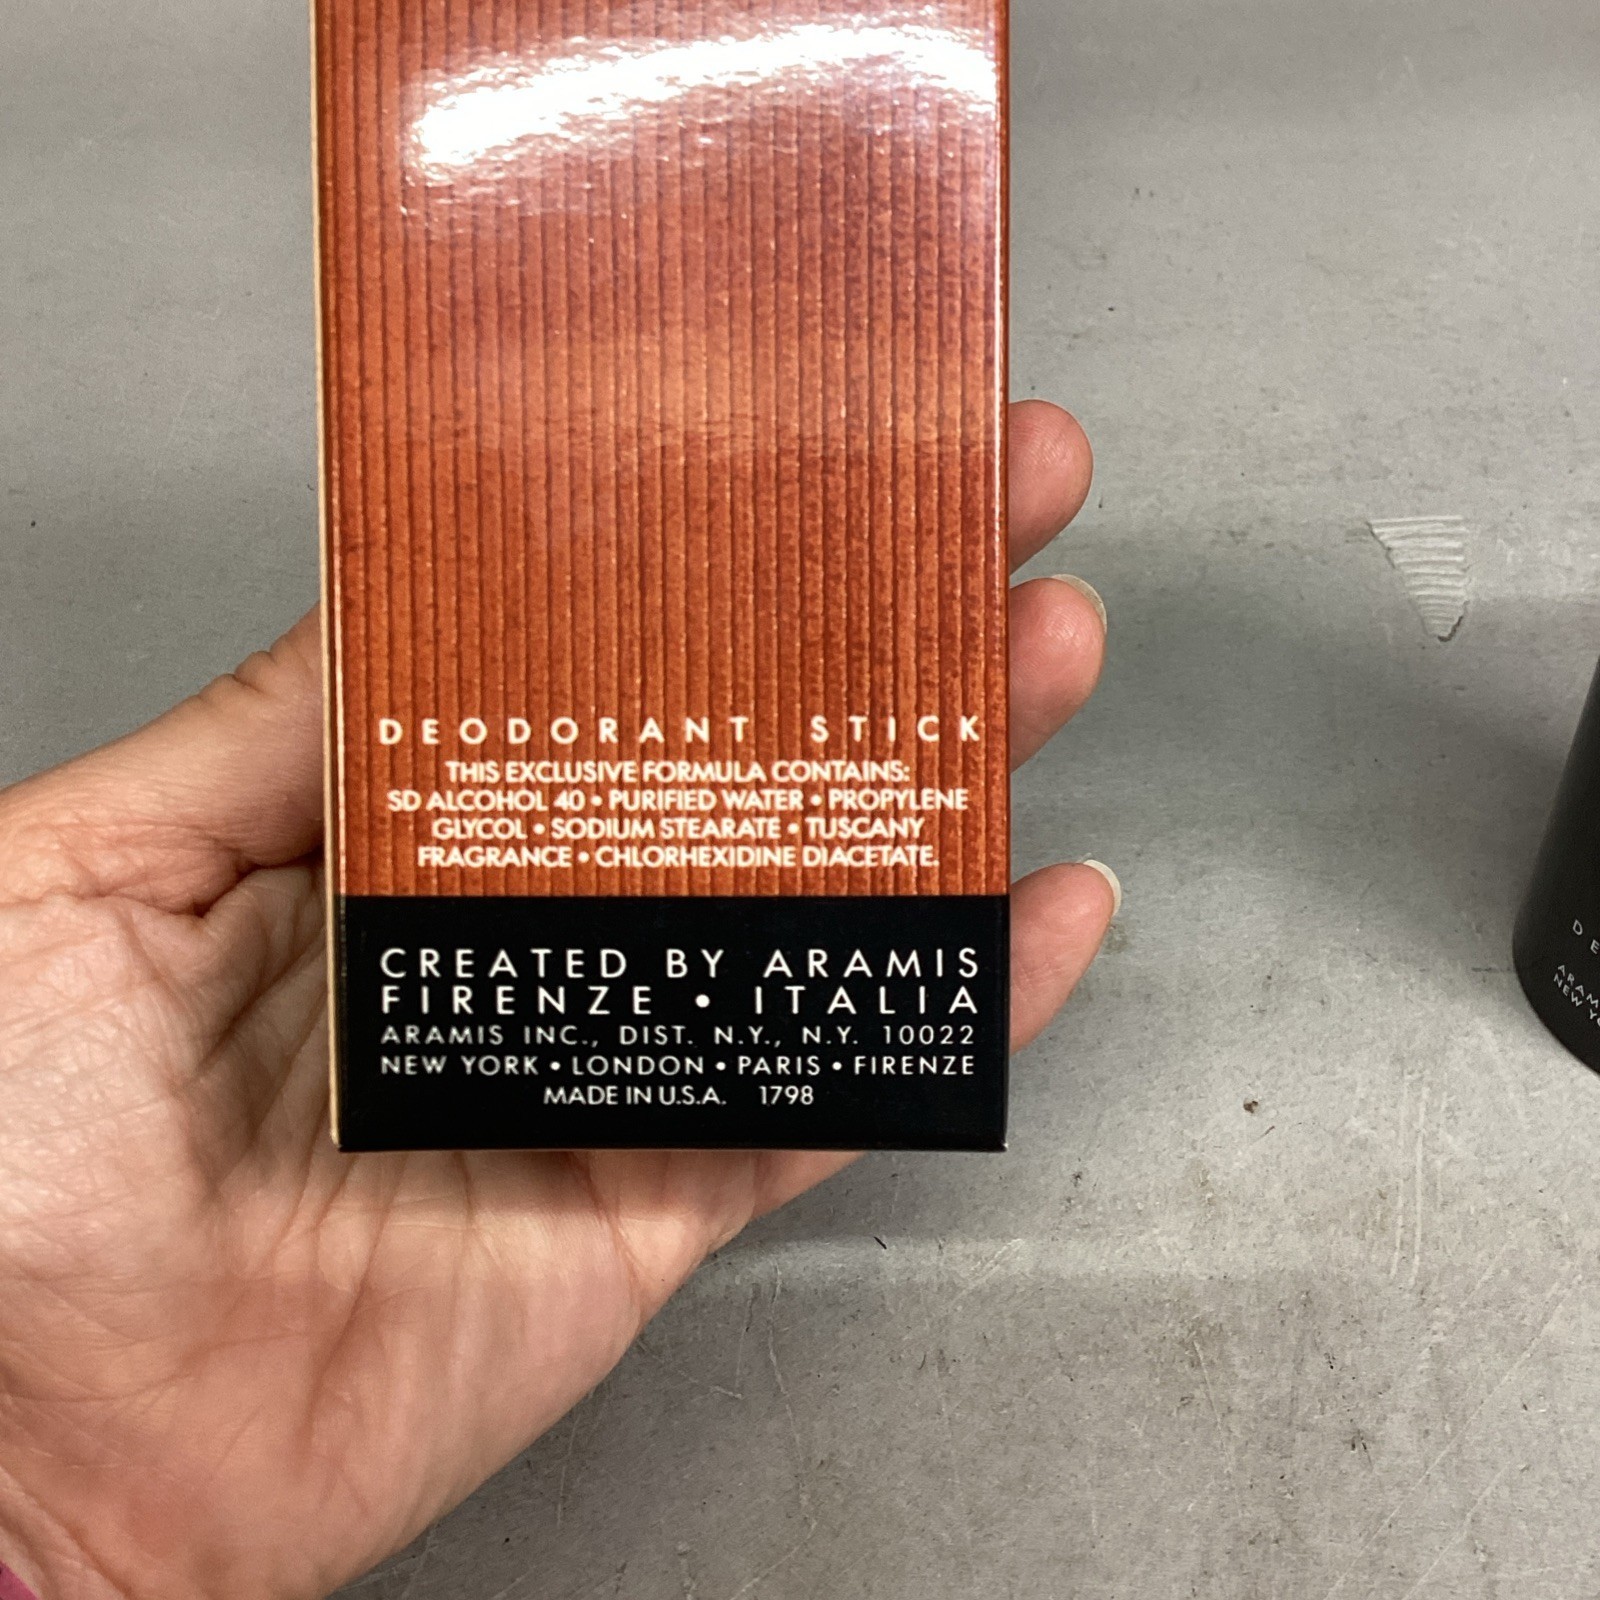 DEODORANT STICK
THIS EXCLUSIVE FORMULA CONTAINS:
SD ALCOHOL 40 • PURIFIED WATER • PROPYLENE
GLYCOL • SODIUM STEARATE • TUSCANY
FRAGRANCE • CHLORHEXIDINE DIACETATE.
CREATED BY ARAMIS
FIRENZE • ITALIA
ARAMIS INC., DIST. N.Y., N.Y. 10022
NEW YORK • LONDON • PARIS • FIRENZE
MADE IN U.S.A. 1798